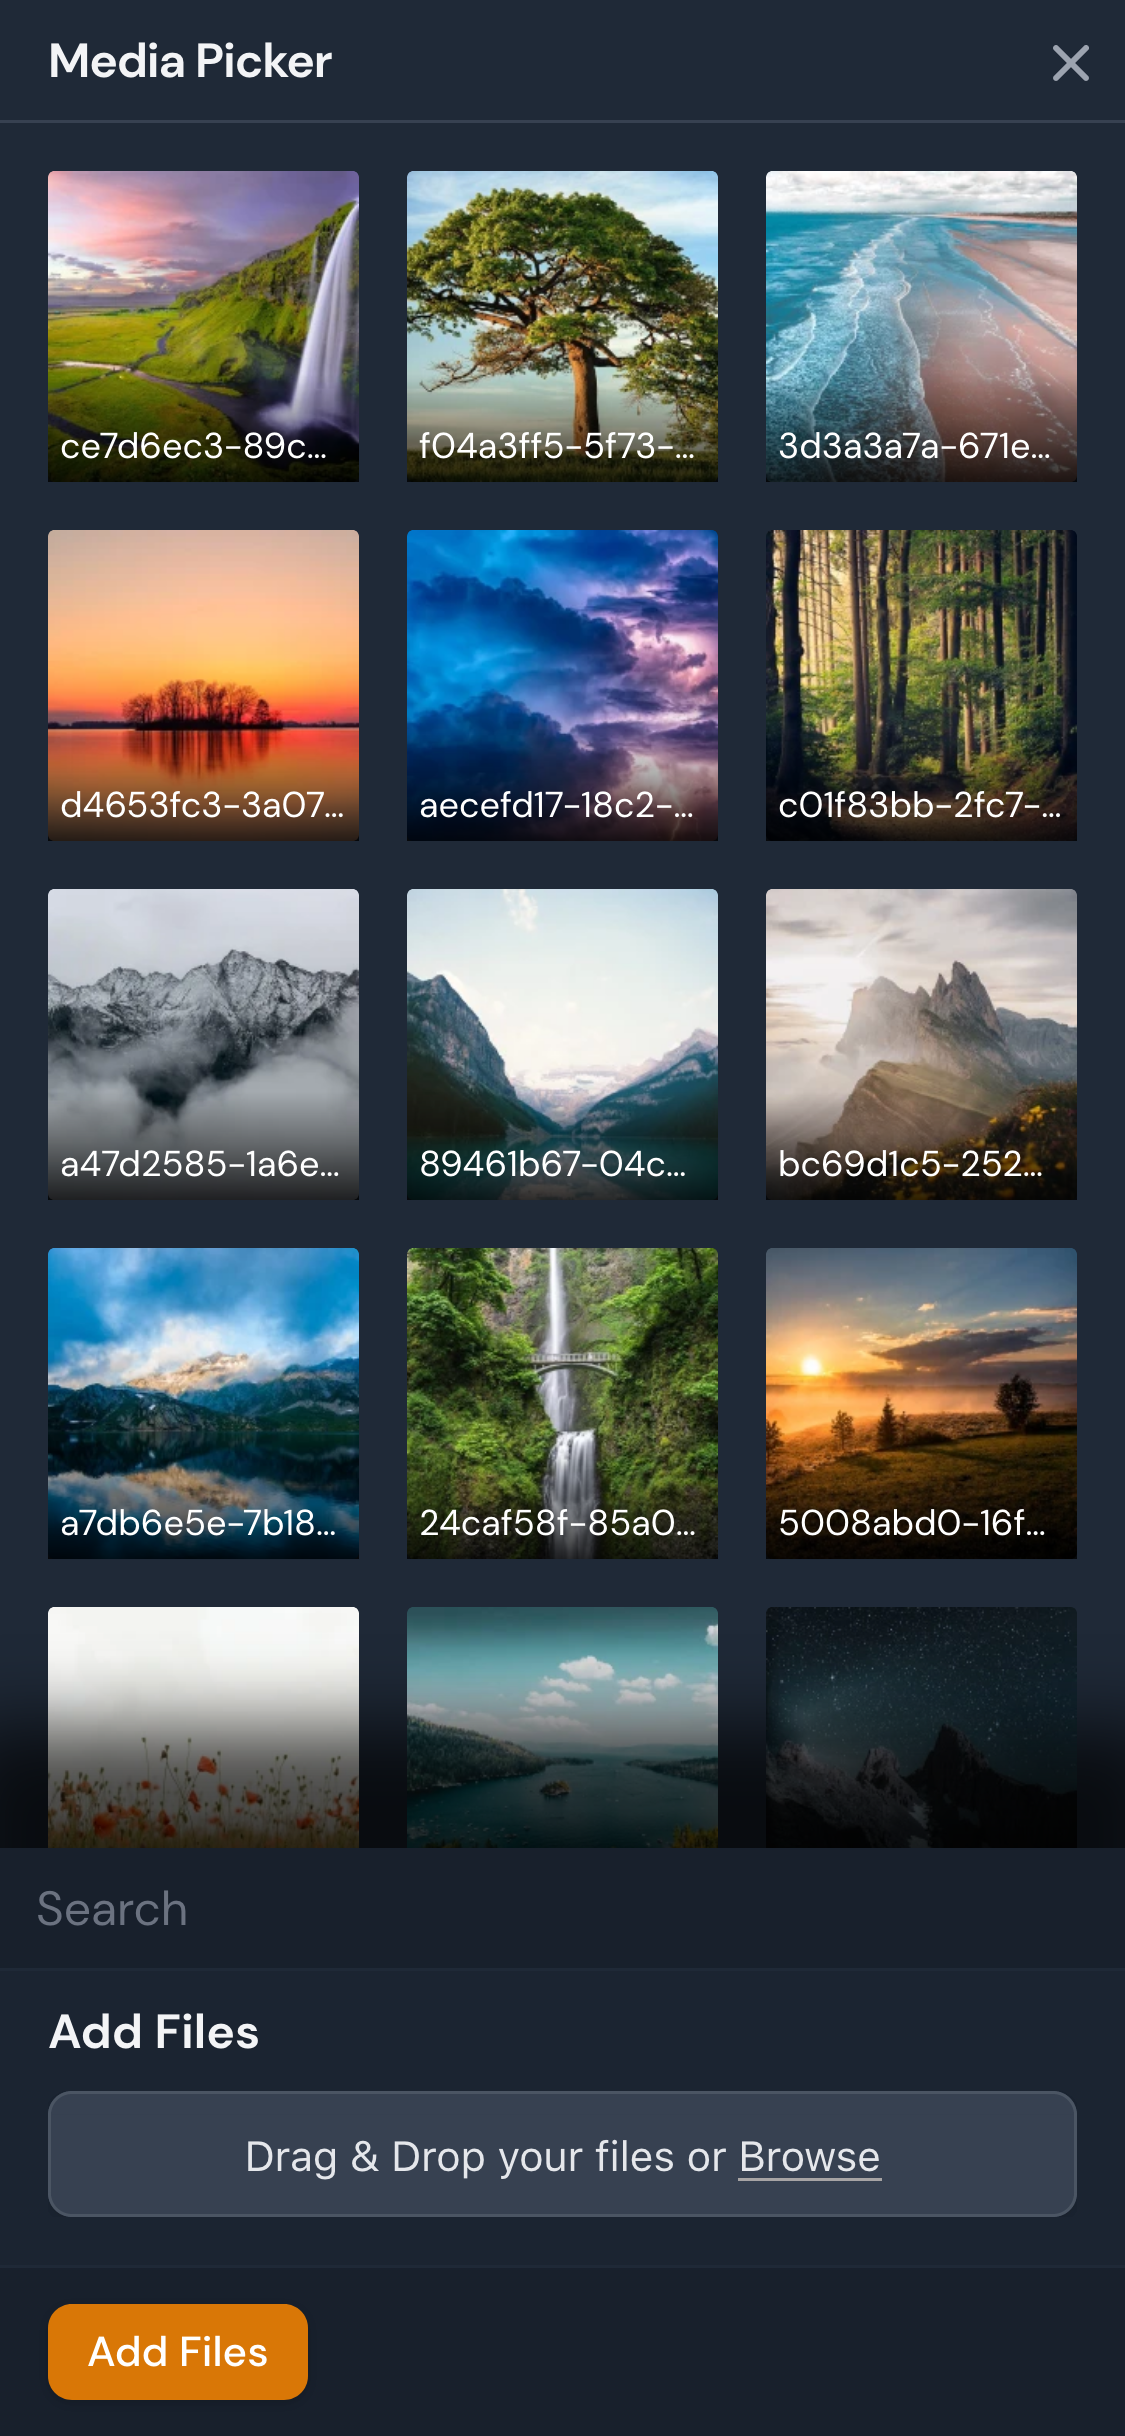 Media Picker
ce7d6ec3-89c...
f04a3ff5-5f73-...
3d3a3a7a-671e...
d4653fc3-3a07...
aecefd17-18c2-...
c01f83bb-2fc7-...
a47d2585-1a6e...
89461b67-04c...
bc69d1c5-252...
a7db6e5e-7b18...
24caf58f-85a0...
5008abd0-16f...
Search
Add Files
Drag & Drop your files or Browse
Add Files